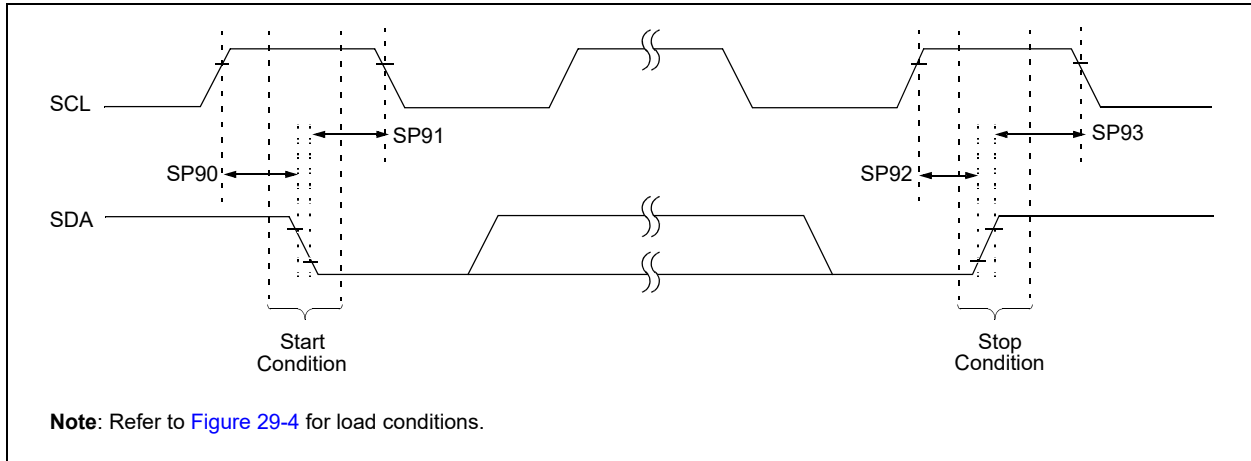 SCL
SP91
SP93
SP90
SP92
SDA
Start
Condition
Stop
Condition
Note: Refer to Figure 29-4 for load conditions.